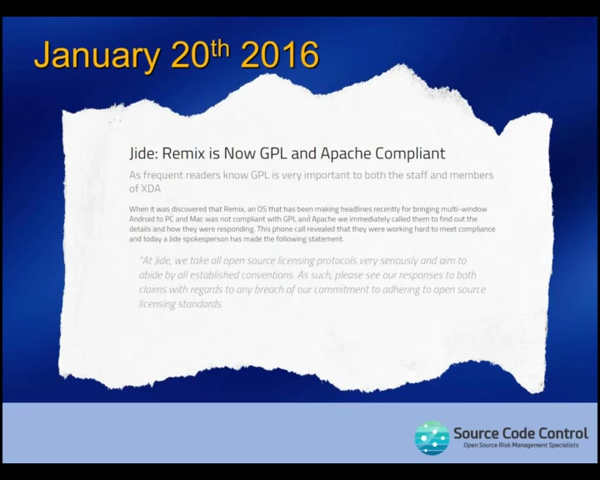 January 20th 2016
Jide: Remix is Now GPL and Apache Compliant
As frequent readers know GPL is very important to both the staff and members
of XDA
When it was discovered that Remix, an OS that has been making headlines recently for bringing multi-window
Android to PC and Mac was not compliant with GPL and Apache we immediately called them to find out the
details and how they were responding. This phone call revealed that they were working hard to meet compliance
and today a Jide spokesperson has made the following statement.
"At Jide, we take all open source licensing protocols very seriously and aim to
abide by all established conventions. As such, please see our responses to both
claims with regards to any breach of our commitment to adhering to open source
licensing standards.
Source Code Control
Open Source Risk Management Specialists